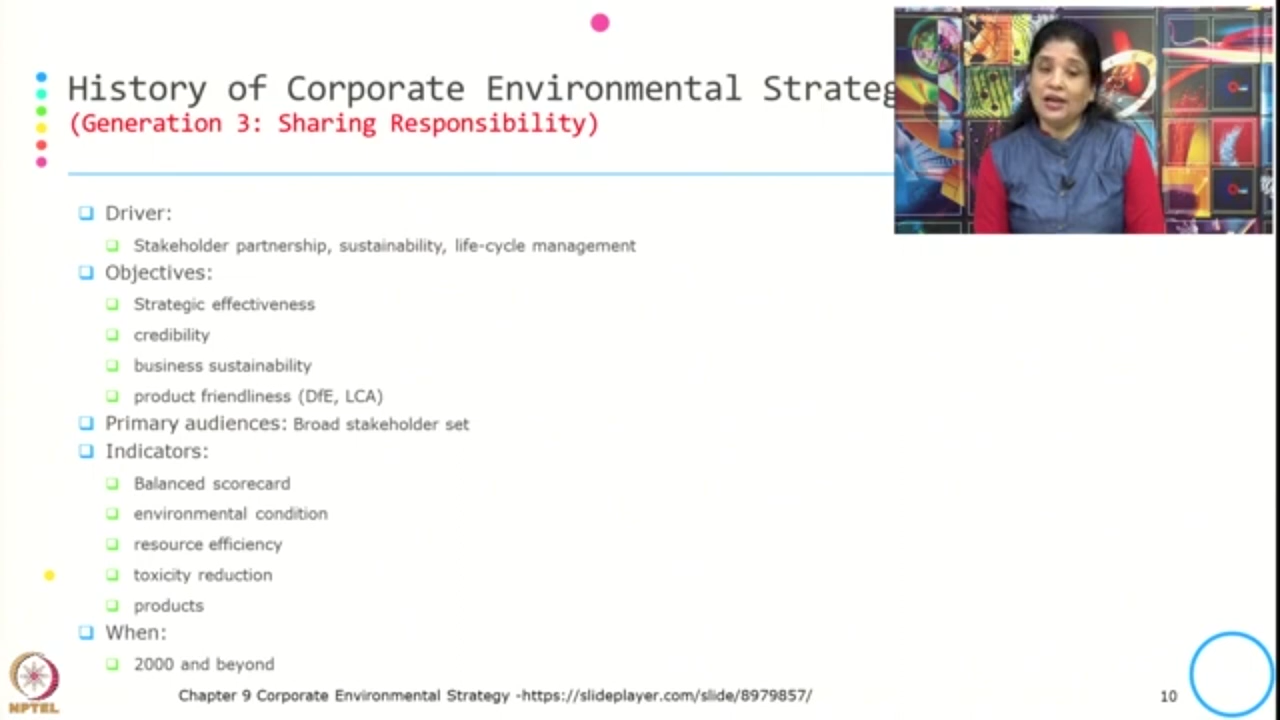 History of Corporate Environmental Strateg
(Generation 3: Sharing Responsibility)
Driver:
Stakeholder partnership, sustainability, life-cycle management
Objectives:
Strategic effectiveness
credibility
business sustainability
product friendliness (DfE, LCA)
Primary audiences: Broad stakeholder set
Indicators:
Balanced scorecard
environmental condition
resource efficiency
toxicity reduction
products
When:
2000 and beyond
NPTEL
Chapter 9 Corporate Environmental Strategy -https://slideplayer.com/slide/8979857/
10